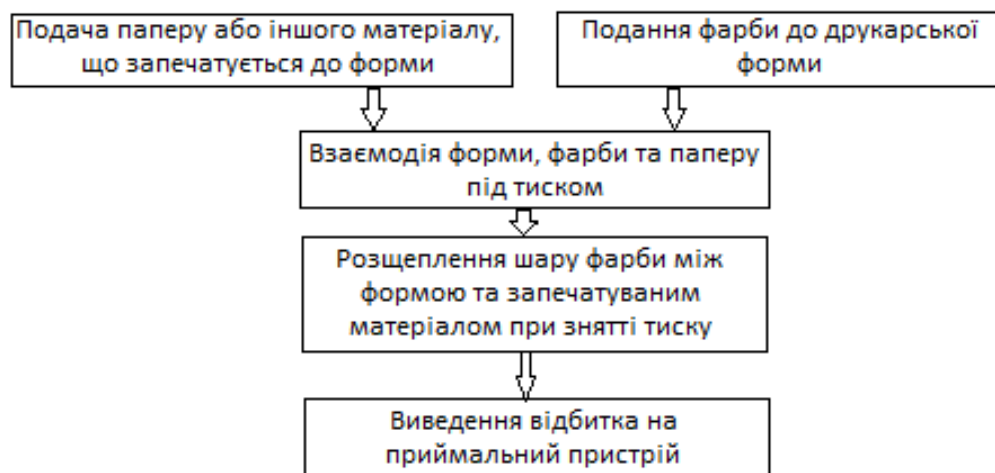 Подача паперу або іншого матеріалу,
що запечатується до форми
Подання фарби до друкарської
форми
Взаємодія форми, фарби та паперу
під тиском
Розщеплення шару фарби між
формою та запечатуваним
матеріалом при знятті тиску
Виведення відбитка на
приймальний пристрій